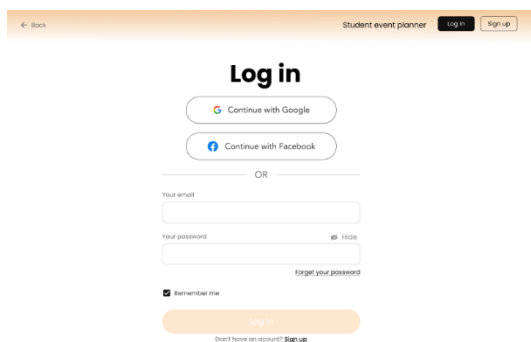 ← Back Student event planner Log in Sign up
Log in
Continue with Google
Continue with Facebook
OR
Your email
Your password Hide
Forget your password
Remember me
Log in
Don't have an acount? Sign up